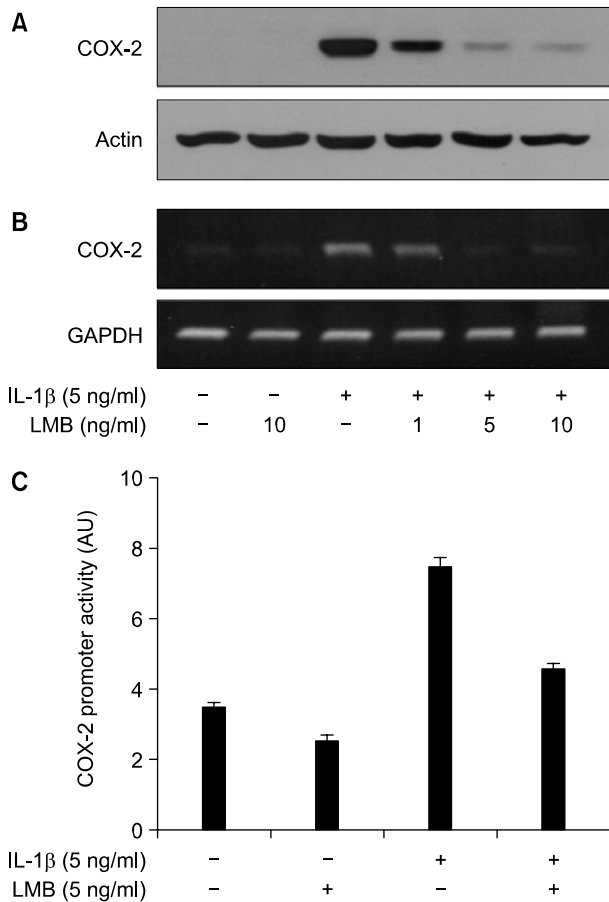 A
COX-2
Actin
B
COX-2
GAPDH
IL-1β (5 ng/ml) – – + + + +
LMB (ng/ml) – 10 – 1 5 10
C
COX-2 promoter activity (AU)
10
8
6
4
2
0
IL-1β (5 ng/ml) – – + +
LMB (5 ng/ml) – + – +